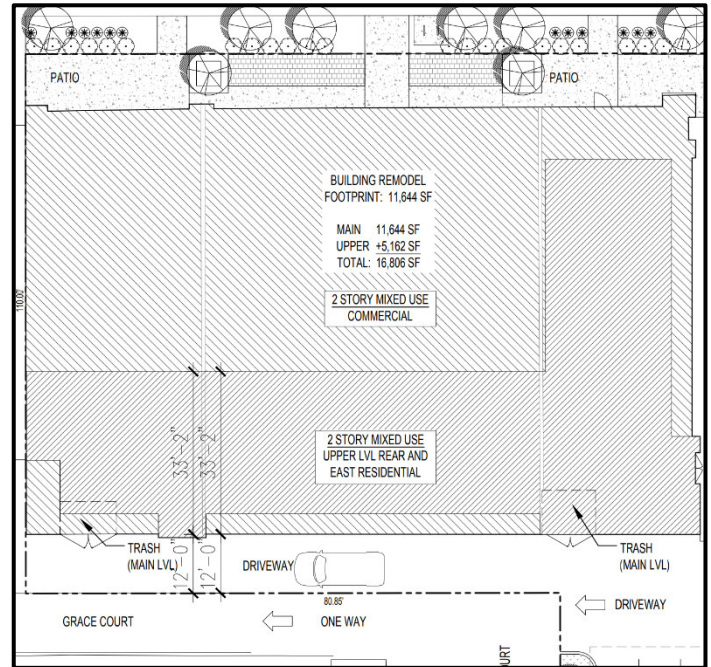 PATIO
PATIO
BUILDING REMODEL
FOOTPRINT: 11,644 SF
MAIN 11,644 SF
UPPER +5,162 SF
TOTAL: 16,806 SF
2 STORY MIXED USE
COMMERCIAL
110.00'
33'-2"
33'-2"
2 STORY MIXED USE
UPPER LVL REAR AND
EAST RESIDENTIAL
TRASH
(MAIN LVL)
12'-0"
12'-0"
DRIVEWAY
TRASH
(MAIN LVL)
80.85'
GRACE COURT
ONE WAY
DRIVEWAY
URT